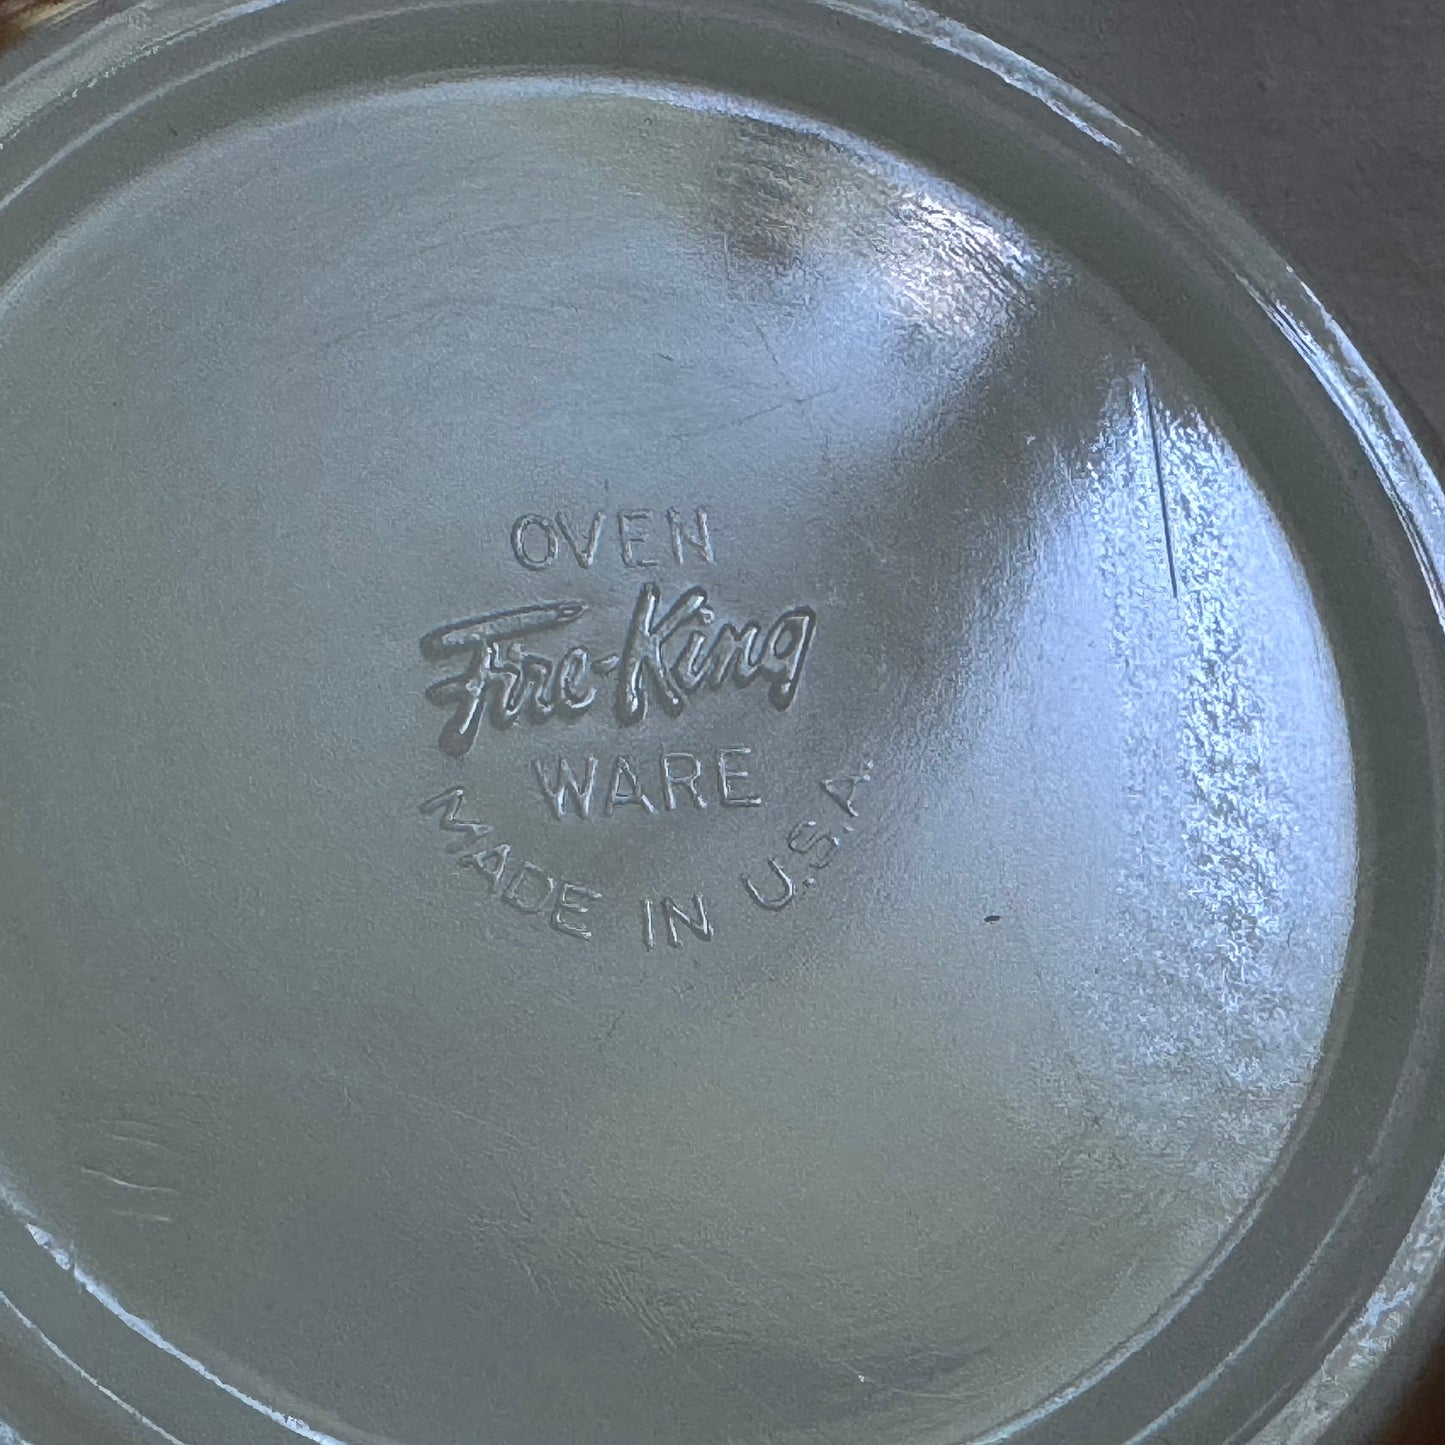 OVEN
Fire-King
WARE
MADE IN U.S.A.